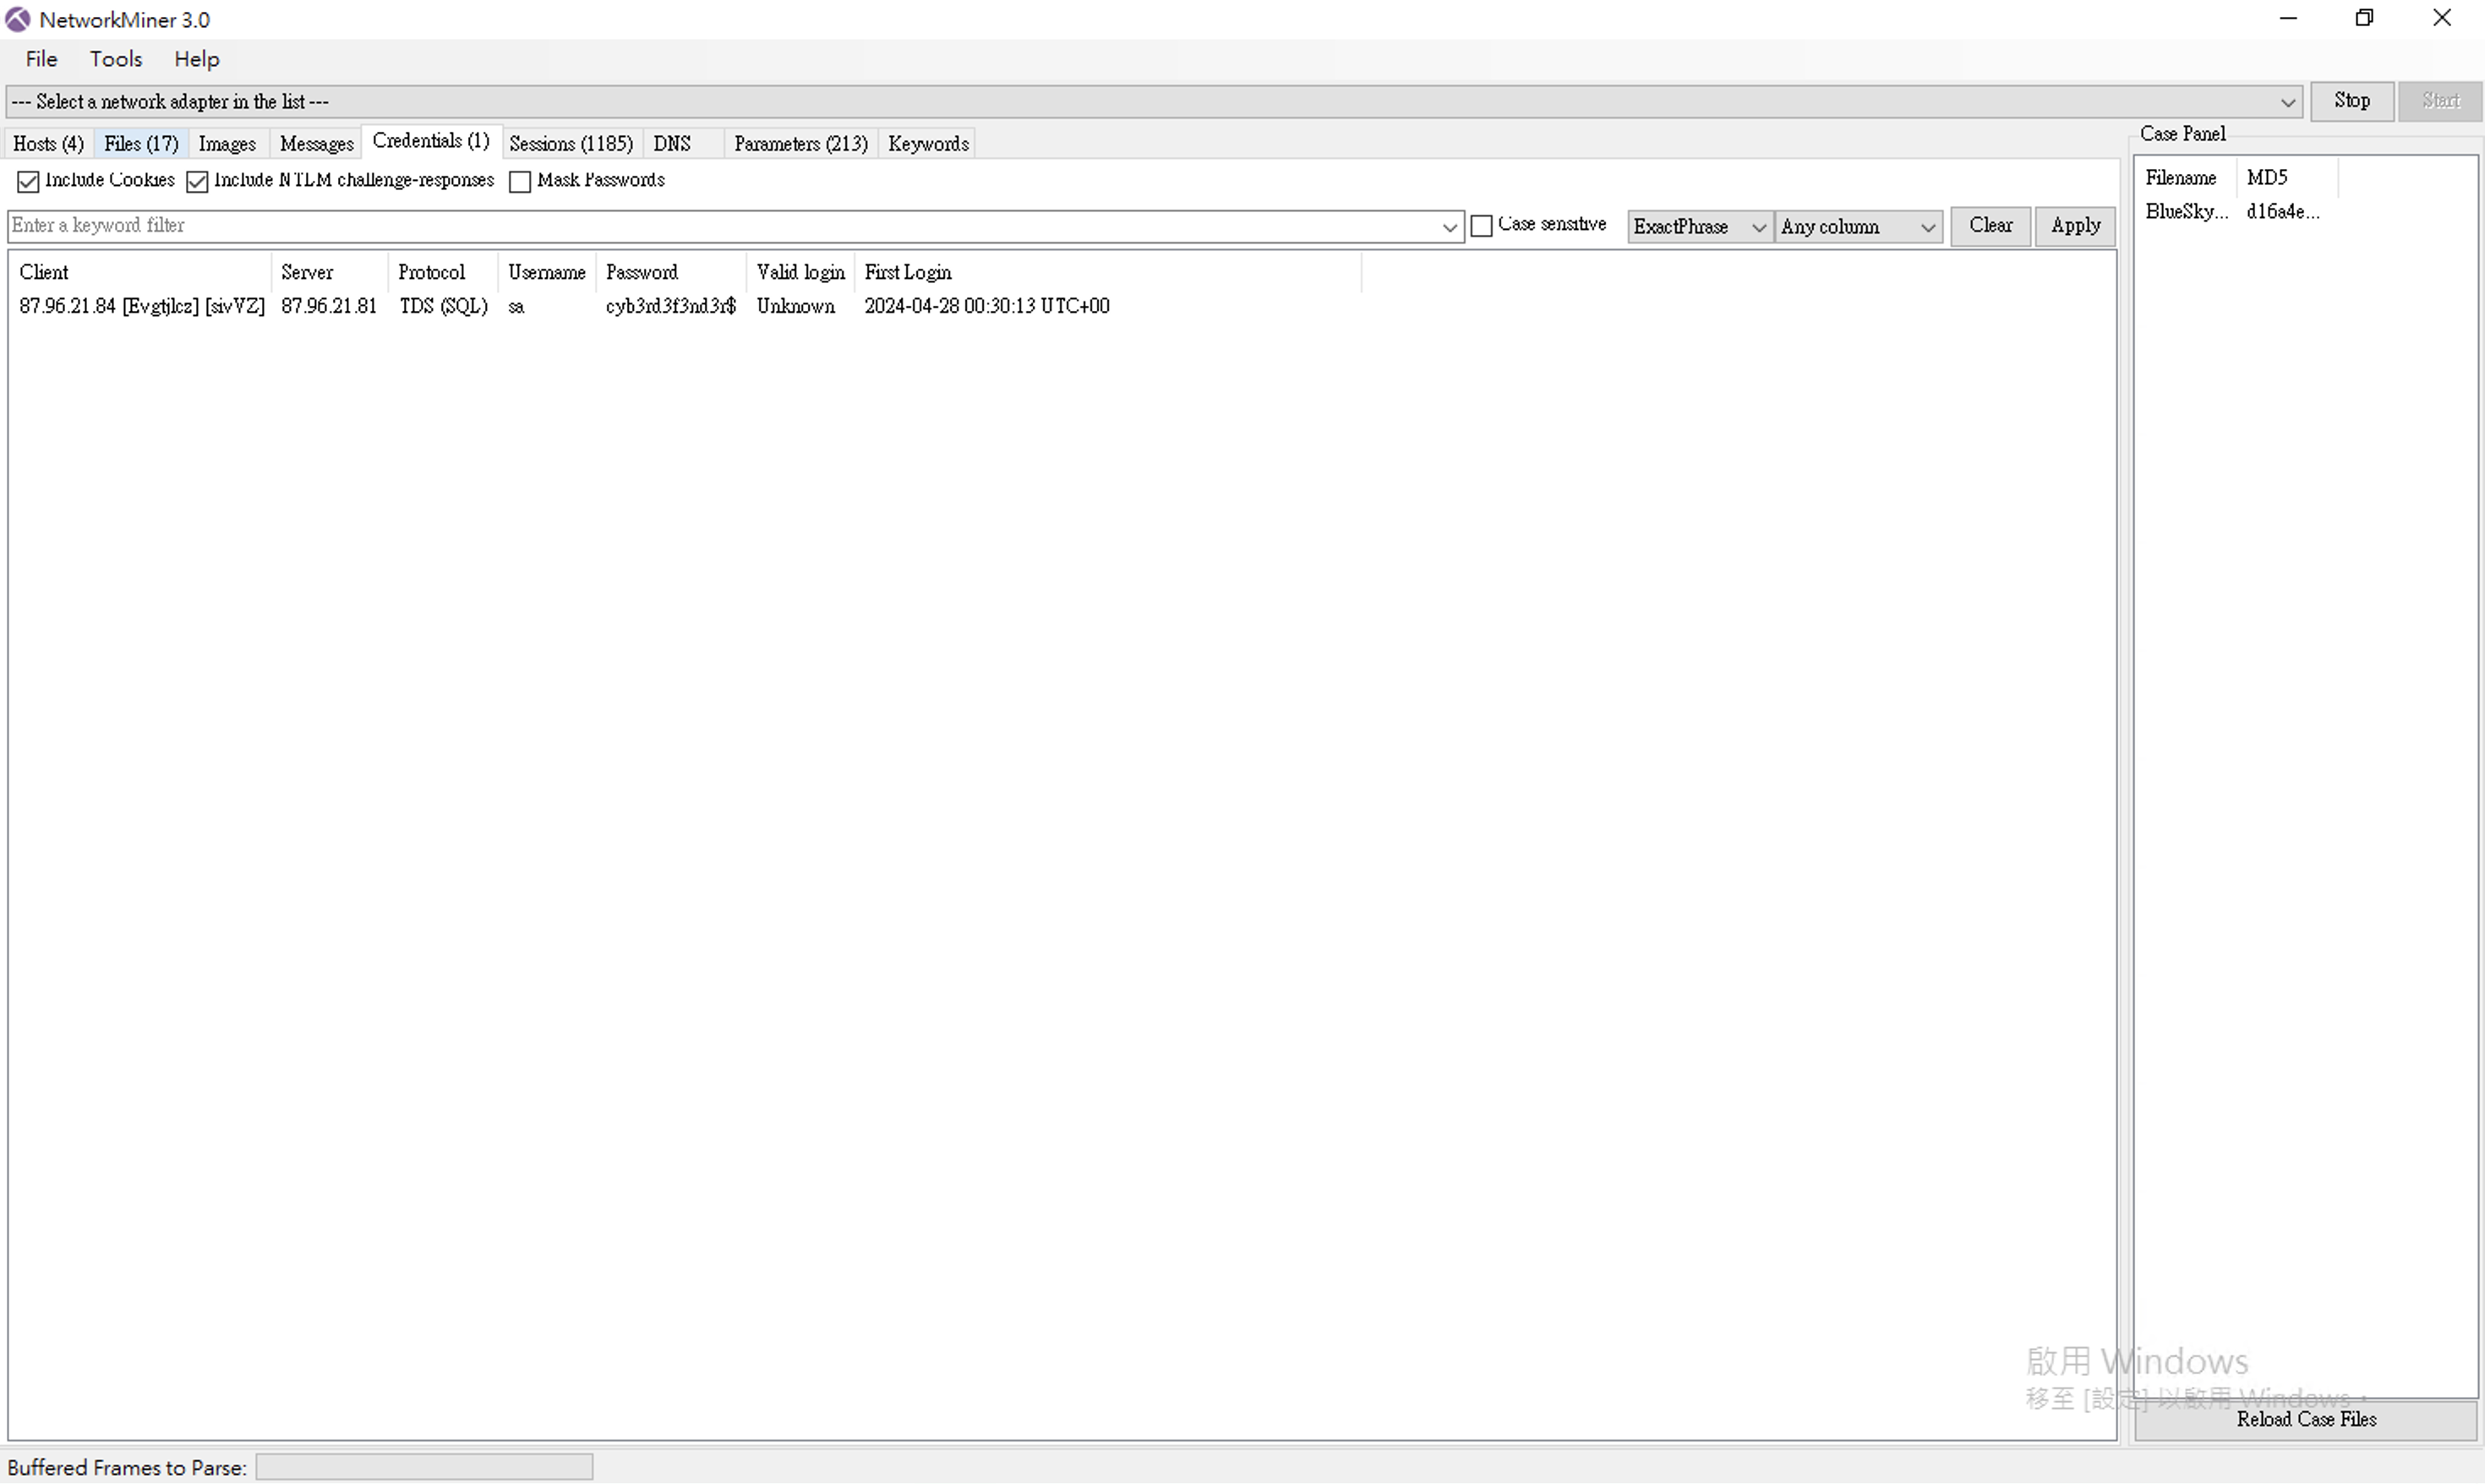 NetworkMiner 3.0
File Tools Help
--- Select a network adapter in the list --- Stop Start
Hosts (4) Files (17) Images Messages Credentials (1) Sessions (1185) DNS Parameters (213) Keywords
Case Panel
Include Cookies Include NTLM challenge-responses Mask Passwords
Filename MD5
BlueSky... d16a4e...
Enter a keyword filter Case sensitive ExactPhrase Any column Clear Apply
Client Server Protocol Username Password Valid login First Login
87.96.21.84 [Evgtjlcz] [sivVZ] 87.96.21.81 TDS (SQL) sa cyb3rd3f3nd3r$ Unknown 2024-04-28 00:30:13 UTC+00
啟用 Windows
移至 [設定] 以啟用 Windows。
Reload Case Files
Buffered Frames to Parse: